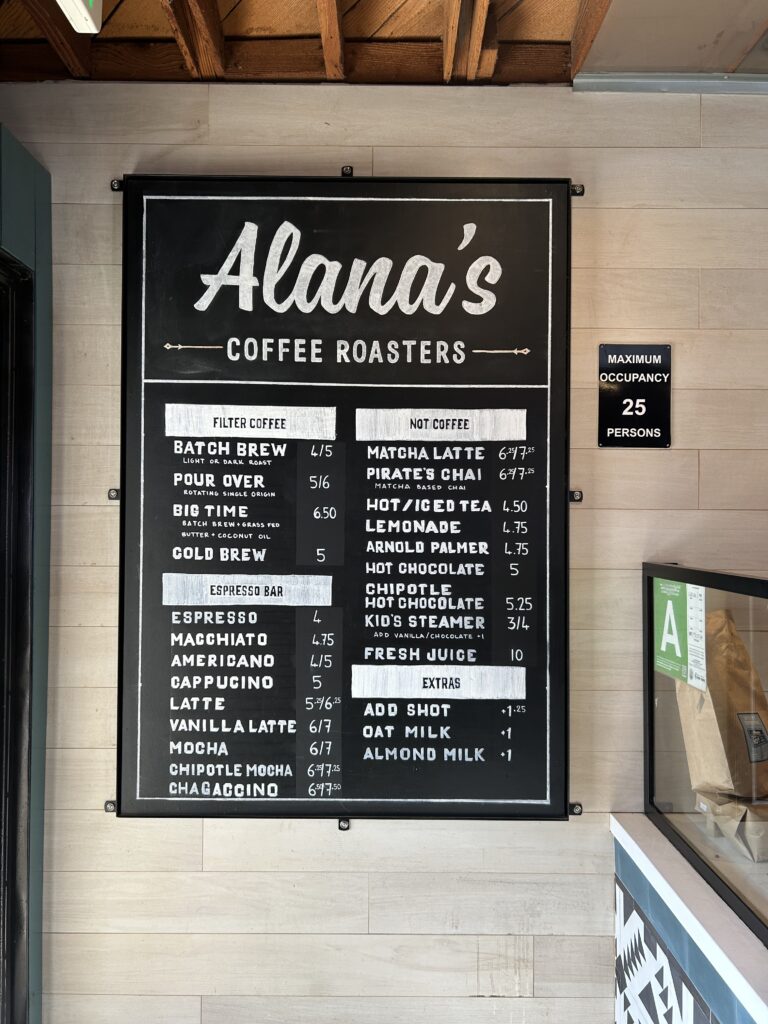 Alana's
COFFEE ROASTERS
FILTER COFFEE
BATCH BREW 4/5
LIGHT OR DARK ROAST
POUR OVER 5/6
ROTATING SINGLE ORIGIN
BIG TIME 6.50
BATCH BREW + GRASS FED
BUTTER + COCONUT OIL
COLD BREW 5
ESPRESSO BAR
ESPRESSO 4
MACCHIATO 4.75
AMERICANO 4/5
CAPPUCINO 5
LATTE 5.25/6.25
VANILLA LATTE 6/7
MOCHA 6/7
CHIPOTLE MOCHA 6.25/7.25
CHAGACCINO 6.50/7.50
NOT COFFEE
MATCHA LATTE 6.25/7.25
PIRATE'S CHAI 6.25/7.25
MATCHA BASED CHAI
HOT/ICED TEA 4.50
LEMONADE 4.75
ARNOLD PALMER 4.75
HOT CHOCOLATE 5
CHIPOTLE
HOT CHOCOLATE 5.25
KID'S STEAMER 3/4
ADD VANILLA/CHOCOLATE +1
FRESH JUICE 10
EXTRAS
ADD SHOT +1.25
OAT MILK +1
ALMOND MILK +1
MAXIMUM
OCCUPANCY
25
PERSONS
A